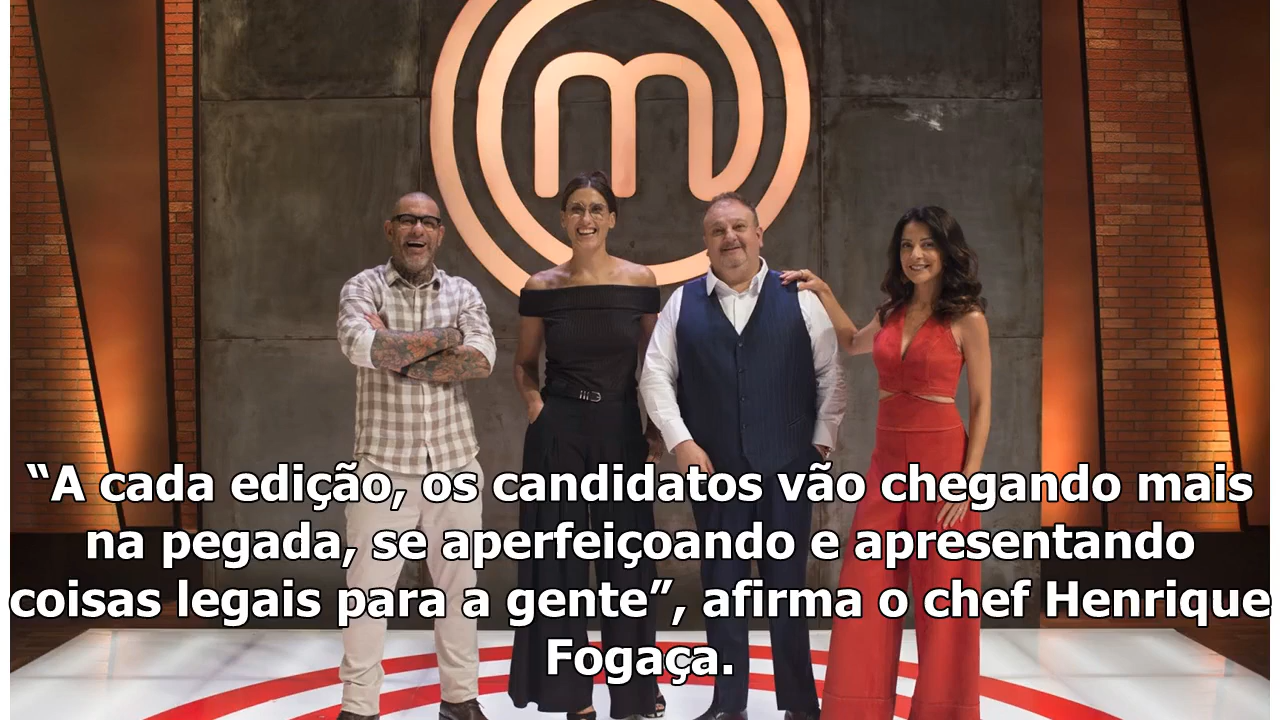 m
“A cada edição, os candidatos vão chegando mais
na pegada, se aperfeiçoando e apresentando
coisas legais para a gente”, afirma o chef Henrique
Fogaça.